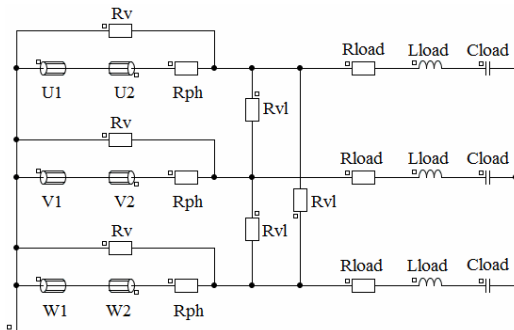 Rv
Rload Lload Cload
U1 U2 Rph
Rvl
Rv
Rload Lload Cload
V1 V2 Rph
Rvl
Rvl
Rv
Rload Lload Cload
W1 W2 Rph